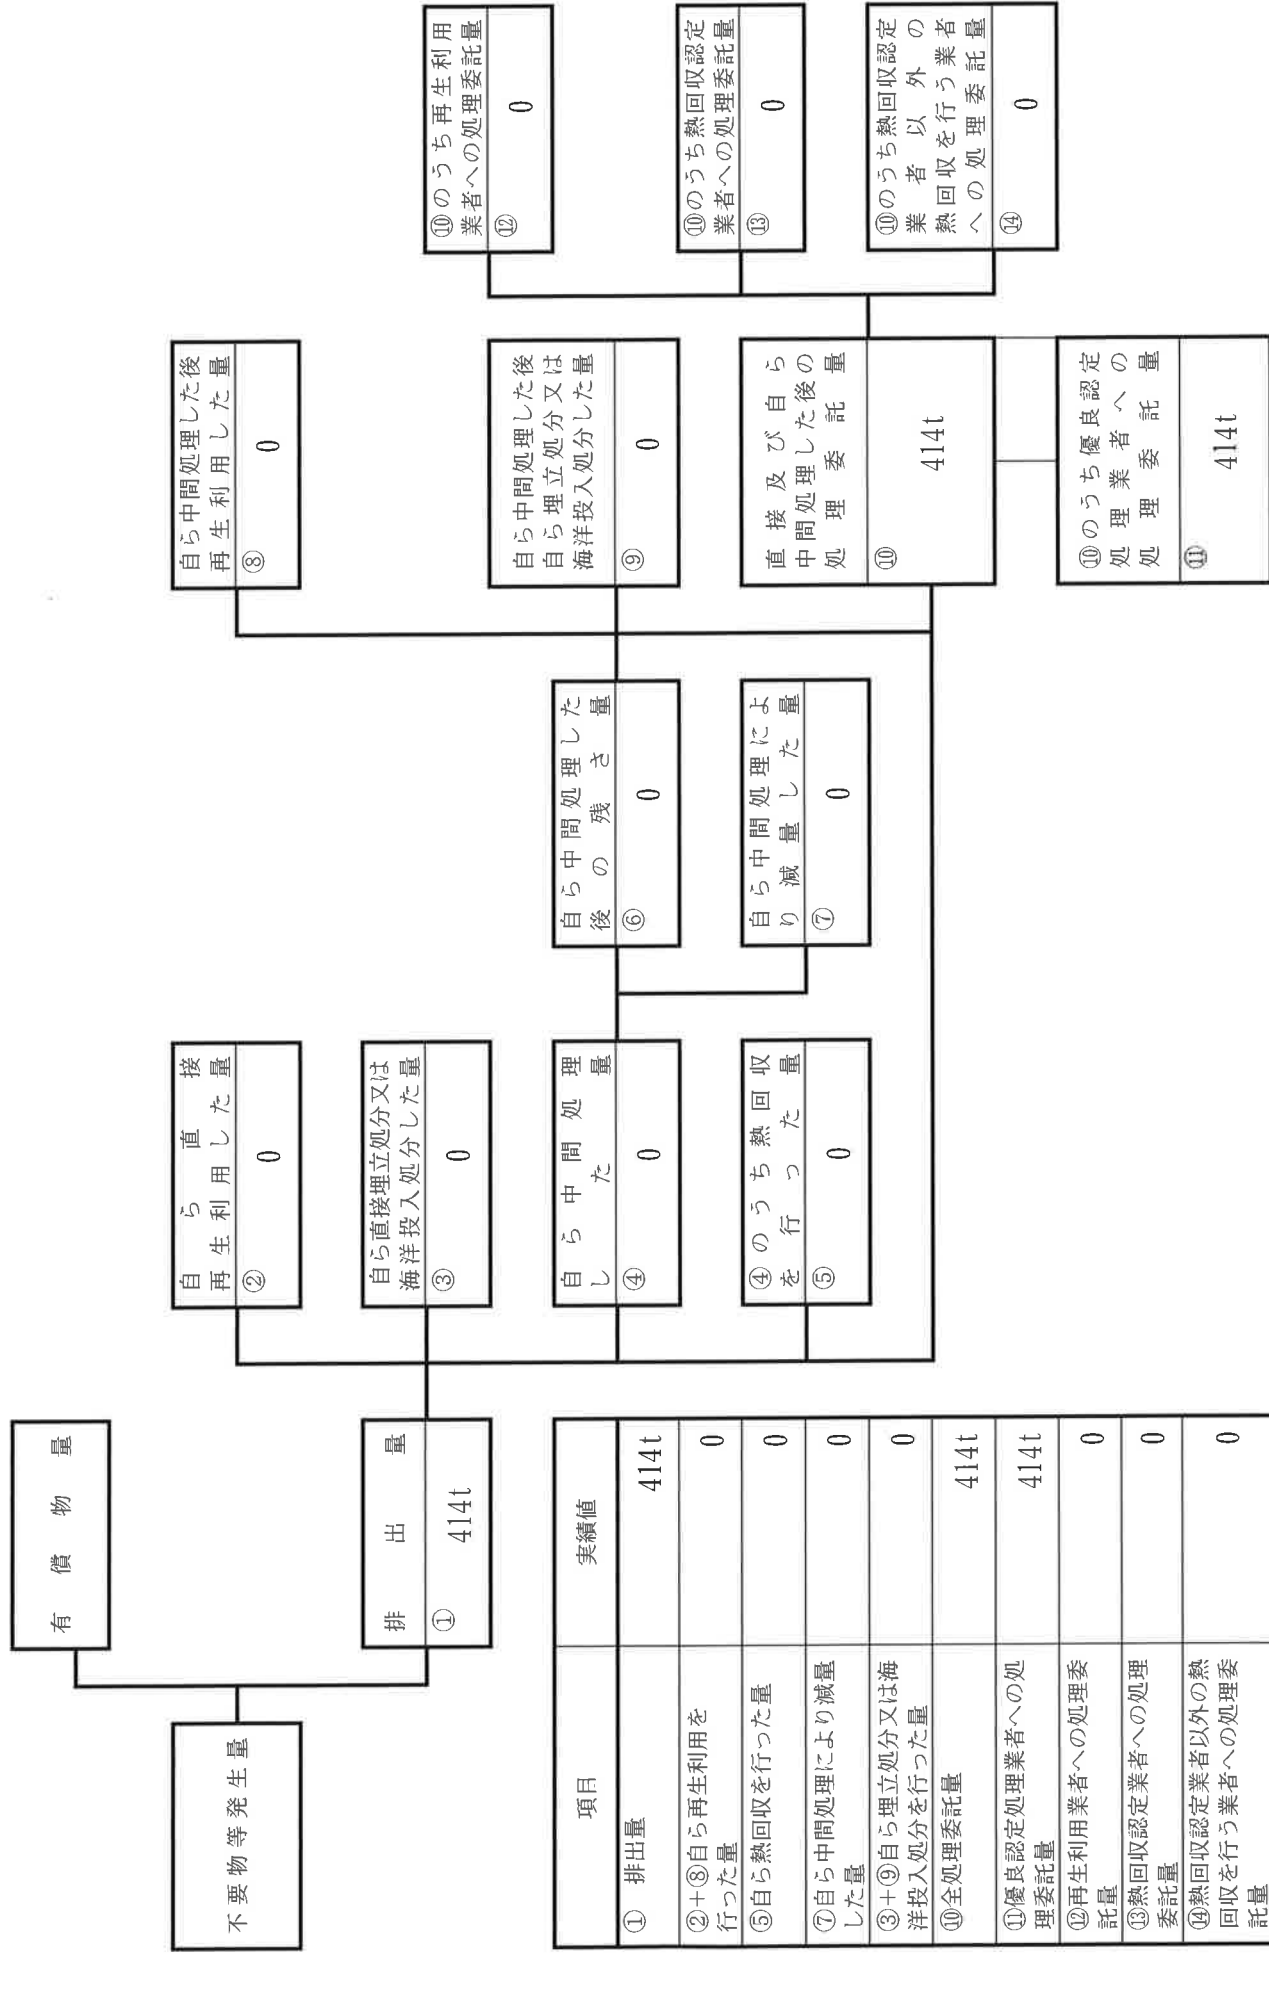 不要物等発生量
有償物量
排出量
①
414t
自ら直接
再生利用した量
②
0
自ら直接埋立処分又は
海洋投入処分した量
③
0
自ら中間処理
した量
④
0
④のうち熱回収
を行った量
⑤
0
自ら中間処理した
後の残さ量
⑥
0
自ら中間処理によ
り減量した量
⑦
0
自ら中間処理した後
再生利用した量
⑧
0
自ら中間処理した後
自ら埋立処分又は
海洋投入処分した量
⑨
0
直接及び自ら
中間処理した後の
処理委託量
⑩
414t
⑩のうち優良認定
処理業者への
処理委託量
⑪
414t
⑩のうち再生利用
業者への処理委託量
⑫
0
⑩のうち熱回収認定
業者への処理委託量
⑬
0
⑩のうち熱回収認定
業者以外の
熱回収を行う業者
への処理委託量
⑭
0
項目 実績値
① 排出量 414t
②+⑧自ら再生利用を
行った量 0
⑤自ら熱回収を行った量 0
⑦自ら中間処理により減量
した量 0
③+⑨自ら埋立処分又は海
洋投入処分を行った量 0
⑩全処理委託量 414t
⑪優良認定処理業者への処
理委託量 414t
⑫再生利用業者への処理委
託量 0
⑬熱回収認定業者への処理
委託量 0
⑭熱回収認定業者以外の熱
回収を行う業者への処理委
託量 0